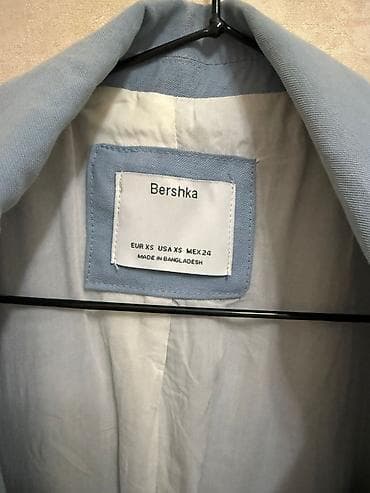 Bershka
EUR XS USA XS MEX 24
MADE IN BANGLADESH